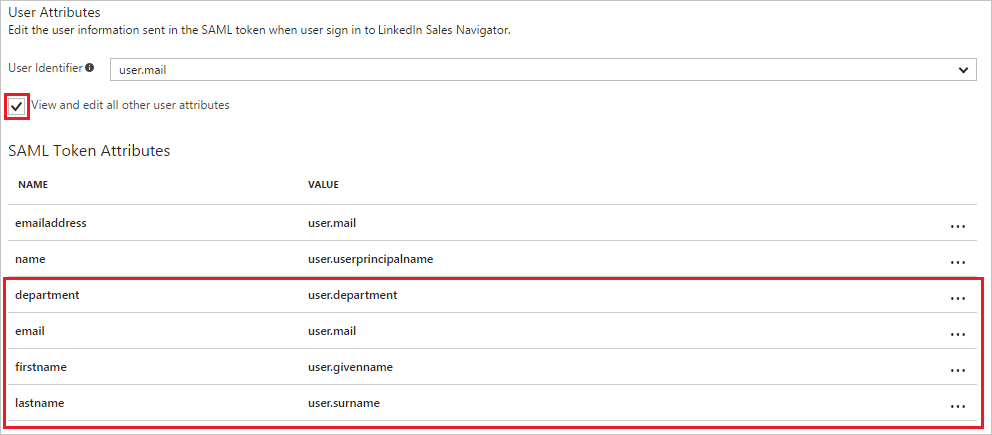 User Attributes
Edit the user information sent in the SAML token when user sign in to LinkedIn Sales Navigator.
User Identifier user.mail
View and edit all other user attributes
SAML Token Attributes
NAME VALUE
emailaddress user.mail ...
name user.userprincipalname ...
department user.department ...
email user.mail ...
firstname user.givenname ...
lastname user.surname ...